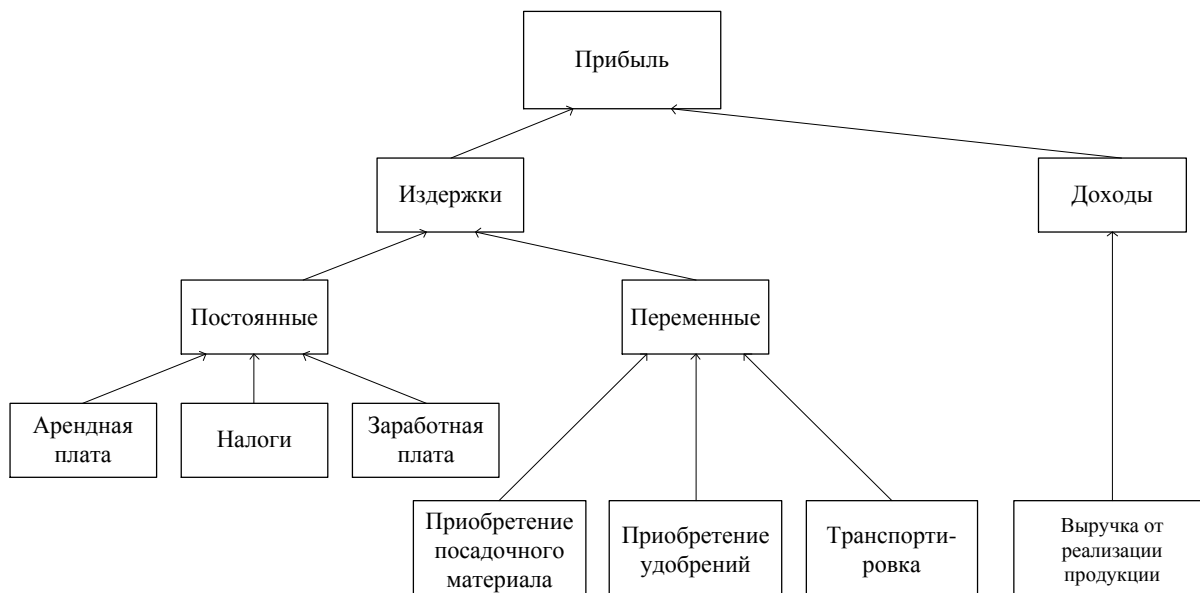 Прибыль
Издержки
Доходы
Постоянные
Переменные
Арендная
плата
Налоги
Заработная
плата
Приобретение
посадочного
материала
Приобретение
удобрений
Транспорти-
ровка
Выручка от
реализации
продукции